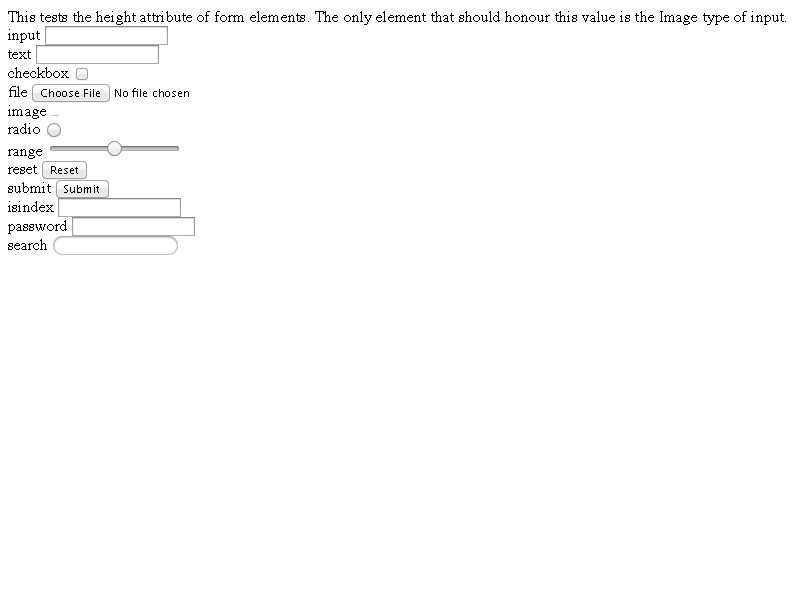 This tests the height attribute of form elements. The only element that should honour this value is the Image type of input.
input
text
checkbox
file Choose File No file chosen
image
radio
range
reset Reset
submit Submit
isindex
password
search